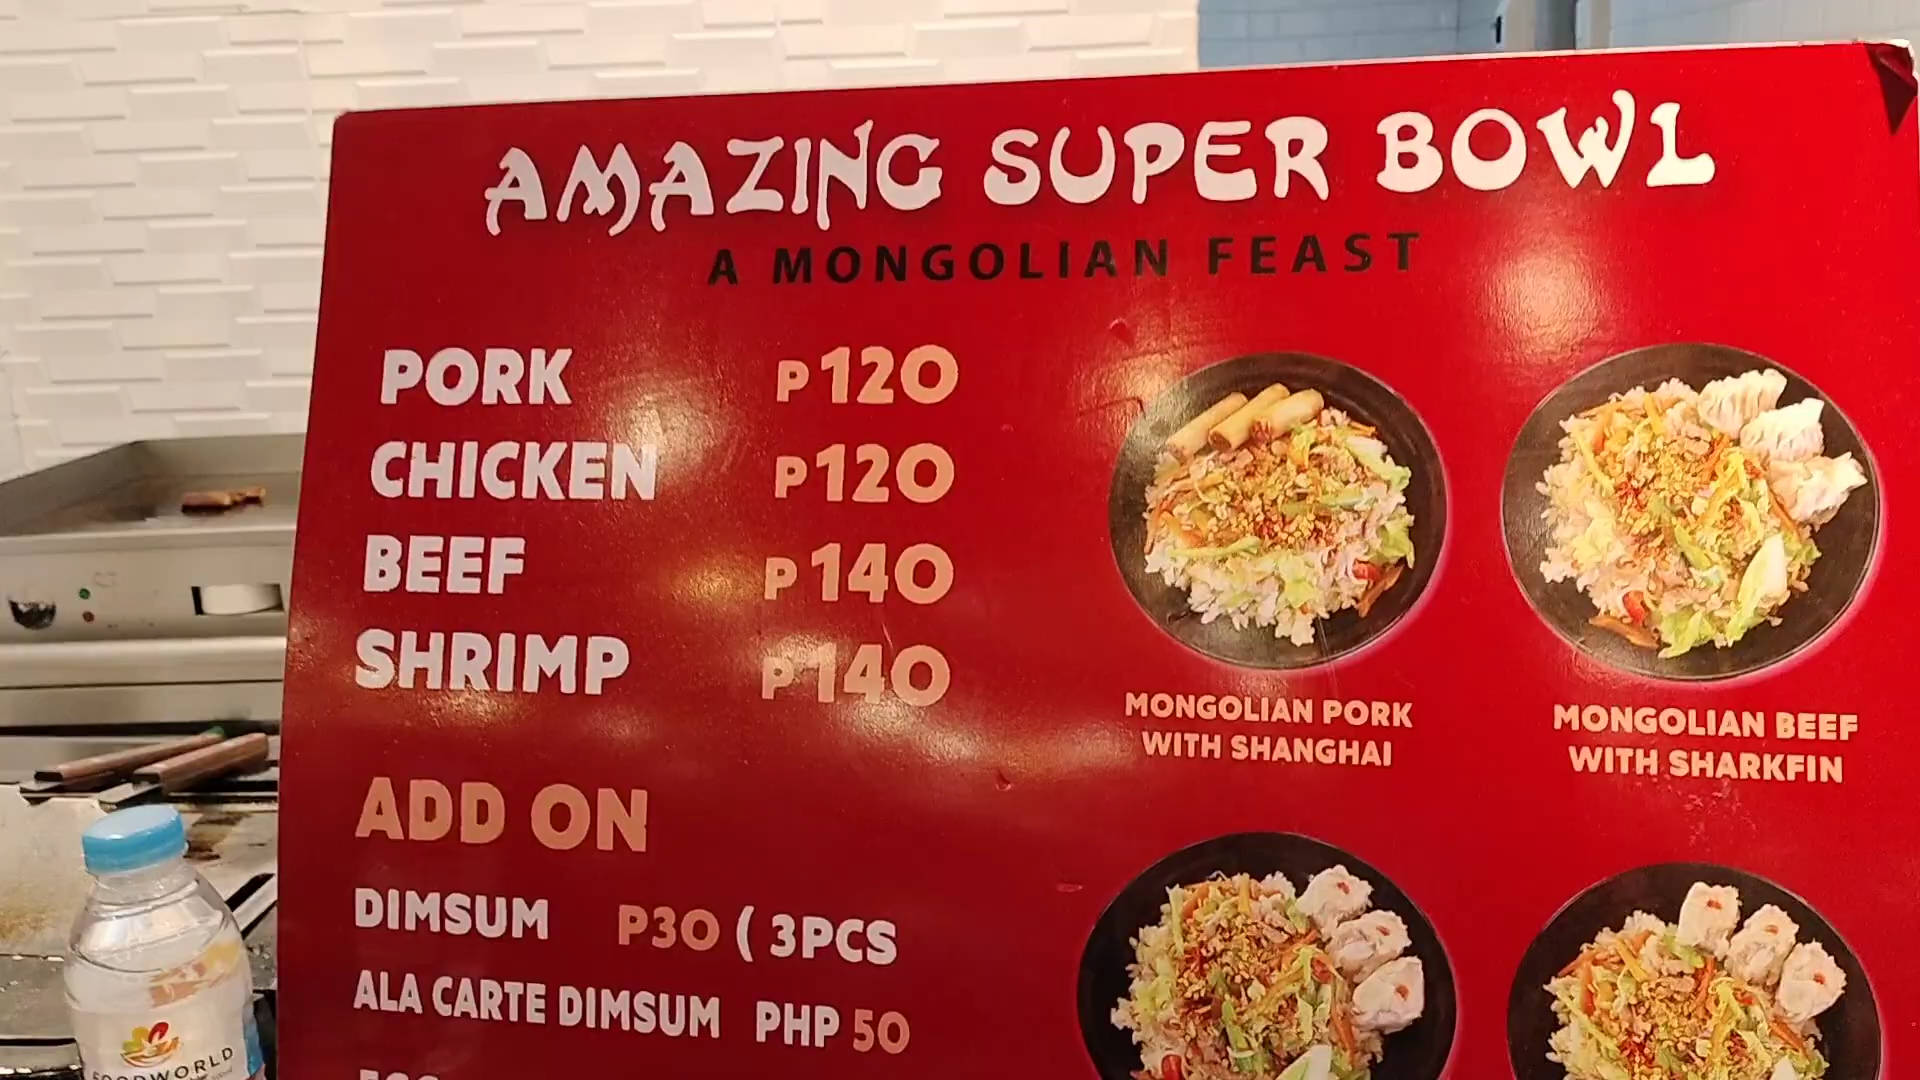 AMAZING SUPER BOWL
A MONGOLIAN FEAST
PORK P120
CHICKEN P120
BEEF P140
SHRIMP P140
ADD ON
DIMSUM P30 ( 3PCS
ALA CARTE DIMSUM PHP 50
MONGOLIAN PORK
WITH SHANGHAI
MONGOLIAN BEEF
WITH SHARKFIN
FOODWORLD